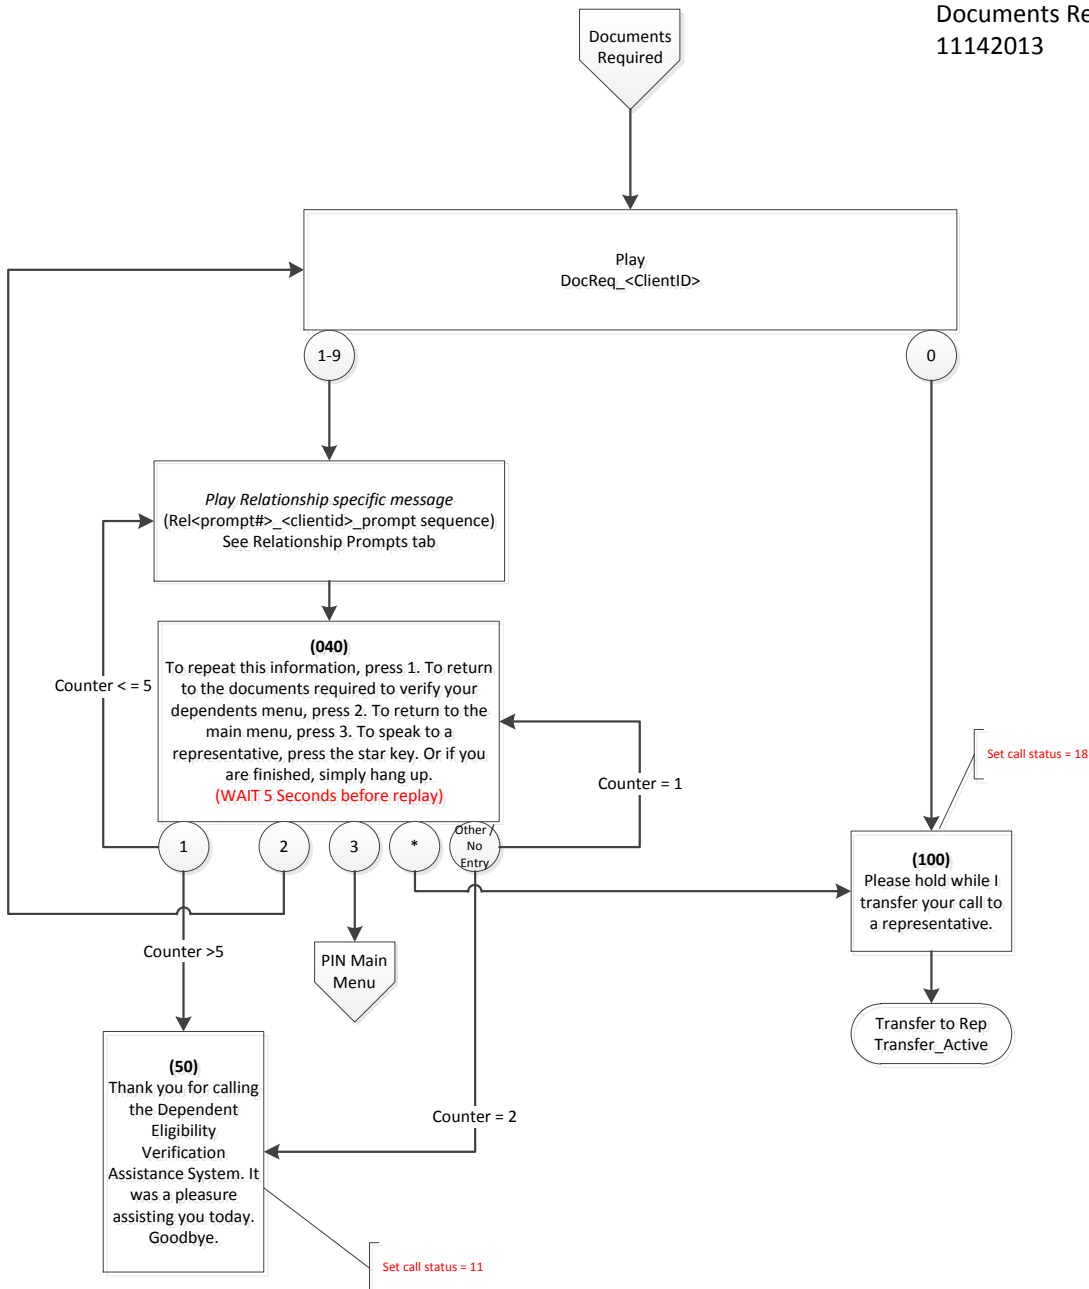 Documents Re
11142013
Documents
Required
Play
DocReq_<ClientID>
1-9
0
Play Relationship specific message
(Rel<prompt#>_<clientid>_prompt sequence)
See Relationship Prompts tab
(040)
To repeat this information, press 1. To return
to the documents required to verify your
dependents menu, press 2. To return to the
main menu, press 3. To speak to a
representative, press the star key. Or if you
are finished, simply hang up.
(WAIT 5 Seconds before replay)
Counter < = 5
Counter = 1
Set call status = 18
1
2
3
*
Other /
No
Entry
(100)
Please hold while I
transfer your call to
a representative.
Counter >5
PIN Main
Menu
Transfer to Rep
Transfer_Active
(50)
Thank you for calling
the Dependent
Eligibility
Verification
Assistance System. It
was a pleasure
assisting you today.
Goodbye.
Counter = 2
Set call status = 11